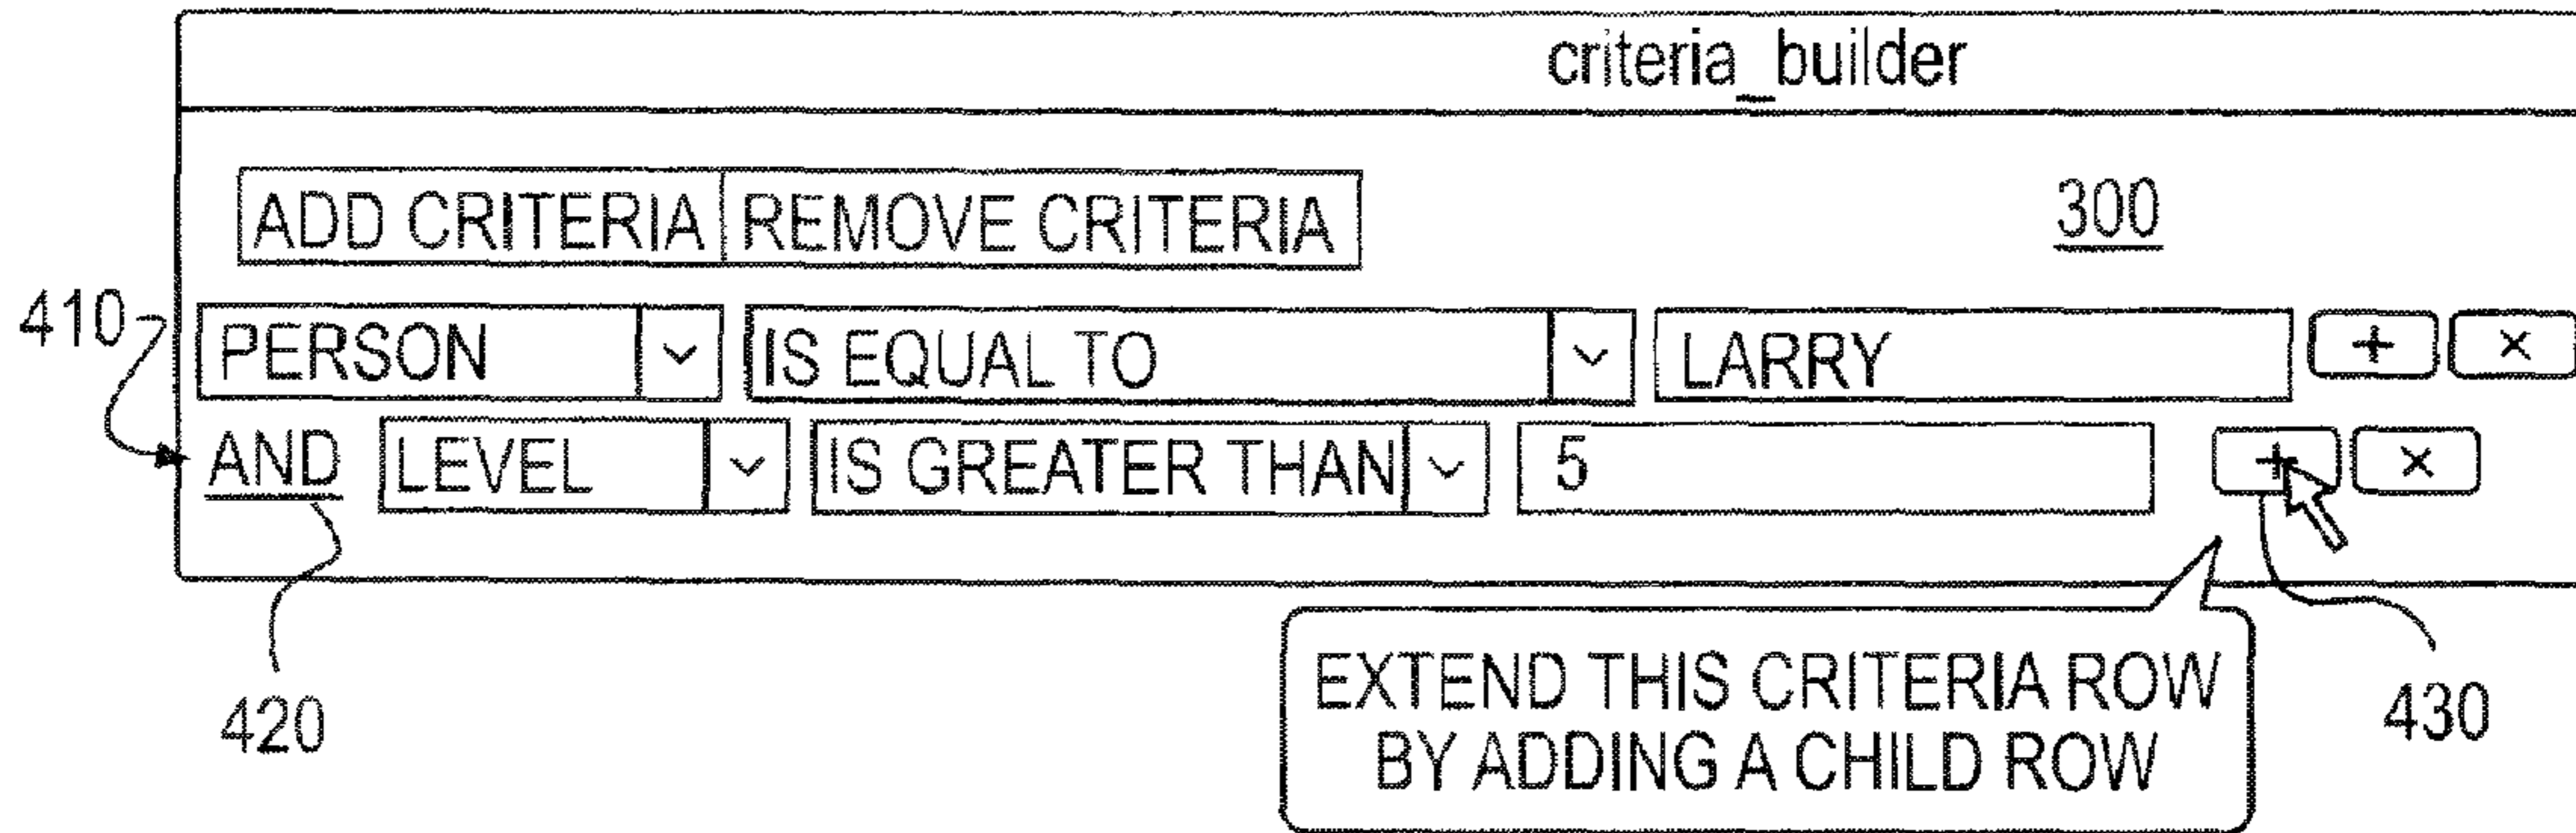 criteria_builder
ADD CRITERIA REMOVE CRITERIA 300
410
PERSON IS EQUAL TO LARRY + ×
AND LEVEL IS GREATER THAN 5 + ×
EXTEND THIS CRITERIA ROW
BY ADDING A CHILD ROW
420 430